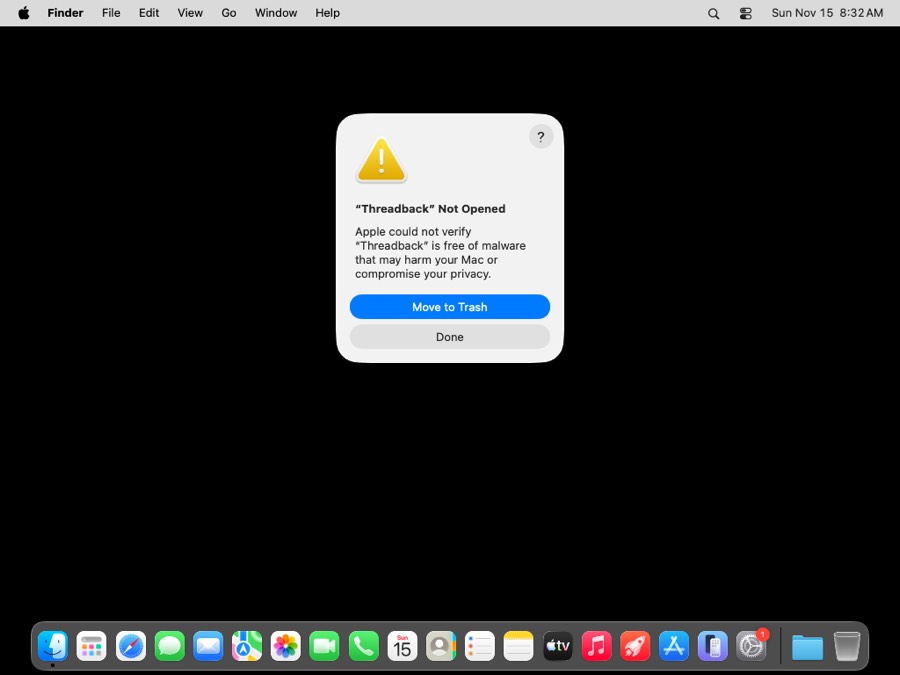 Finder File Edit View Go Window Help Sun Nov 15 8:32 AM
?
“Threadback” Not Opened
Apple could not verify
“Threadback” is free of malware
that may harm your Mac or
compromise your privacy.
Move to Trash
Done
Sun
15
tv
1